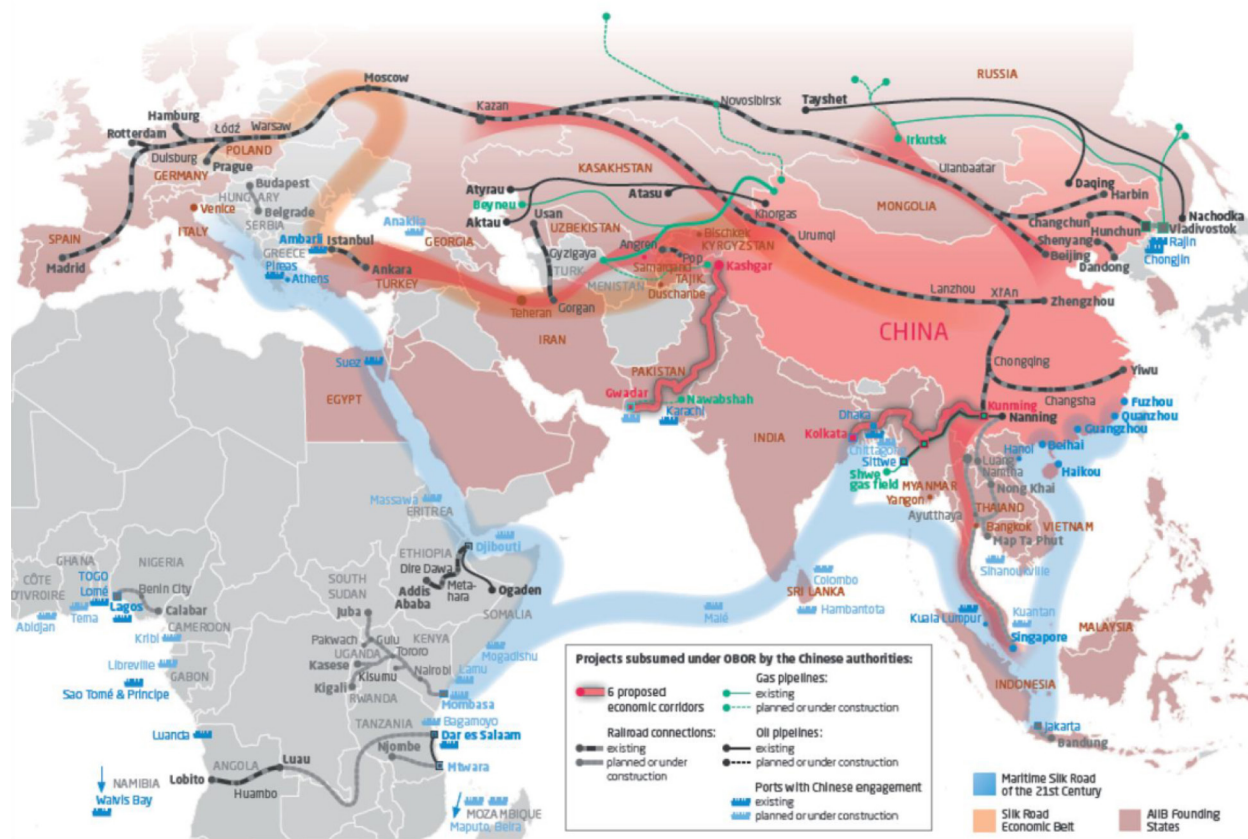 RUSSIA
Moscow
Kazan
Novosibirsk
Tayshet
Hamburg
Rotterdam
Łódź
Warsaw
Duisburg
POLAND
Prague
GERMANY
Irkutsk
Ulanbaatar
KASAKHSTAN
Budapest
HUNGARY
Belgrade
SERBIA
Atyrau
Beyneu
Atasu
Aktau
Khorgas
Usan
UZBEKISTAN
MONGOLIA
Daqing
Harbin
Changchun
Hunchun
Nachodka
Vladivostok
Rajin
Chongjin
Shenyang
Beijing
Dandong
Venice
ITALY
SPAIN
Madrid
Anaklia
GEORGIA
Ambarli
Istanbul
GREECE
Piraeus
Athens
Ankara
TURKEY
Bischkek
KYRGYZSTAN
Urumqi
Angren
Pop
Gyzigaya
TURK
MENISTAN
Samarqand
TAJIK.
Duschanbe
Kashgar
Teheran
Gorgan
IRAN
Lanzhou
Xi'An
Zhengzhou
CHINA
Chongqing
Yiwu
Changsha
Suez
EGYPT
PAKISTAN
Gwadar
Nawabshah
Karachi
INDIA
Dhaka
Kolkata
Chittagong
Sittwe
Shwe
gas field
Kunming
Nanning
Fuzhou
Quanzhou
Guangzhou
Beihai
Hanoi
Haikou
Luang
Namtha
Nong Khai
MYANMAR
Yangon
THAILAND
Ayutthaya
VIETNAM
Bangkok
Map Ta Phut
Sihanoukville
Massawa
ERITREA
Djibouti
ETHIOPIA
Dire Dawa
Addis
Ababa
Meta-
hara
Ogaden
SOMALIA
GHANA
NIGERIA
CÔTE
D'IVROIRE
TOGO
Lomé
Benin City
Lagos
Tema
Abidjan
Calabar
CAMEROON
Kribi
Libreville
GABON
Sao Tomé & Príncipe
SOUTH
SUDAN
Juba
Pakwach
Gulu
KENYA
UGANDA
Tororo
Kasese
Kisumu
Nairobi
Kigali
RWANDA
Lamu
Mogadishu
Mombasa
Bagamoyo
TANZANIA
Dar es Salaam
Njombe
Mtwara
Luanda
ANGOLA
Luau
Lobito
Huambo
NAMIBIA
Walvis Bay
MOZAMBIQUE
Maputo, Beira
Colombo
SRI LANKA
Hambantota
Malé
Kuala Lumpur
Kuantan
MALAYSIA
Singapore
INDONESIA
Jakarta
Bandung
Projects subsumed under OBOR by the Chinese authorities:
6 proposed
economic corridors
Railroad connections:
existing
planned or under
construction
Gas pipelines:
existing
planned or under construction
Oil pipelines:
existing
planned or under construction
Ports with Chinese engagement
existing
planned or under construction
Maritime Silk Road
of the 21st Century
Silk Road
Economic Belt
AIIB Founding
States